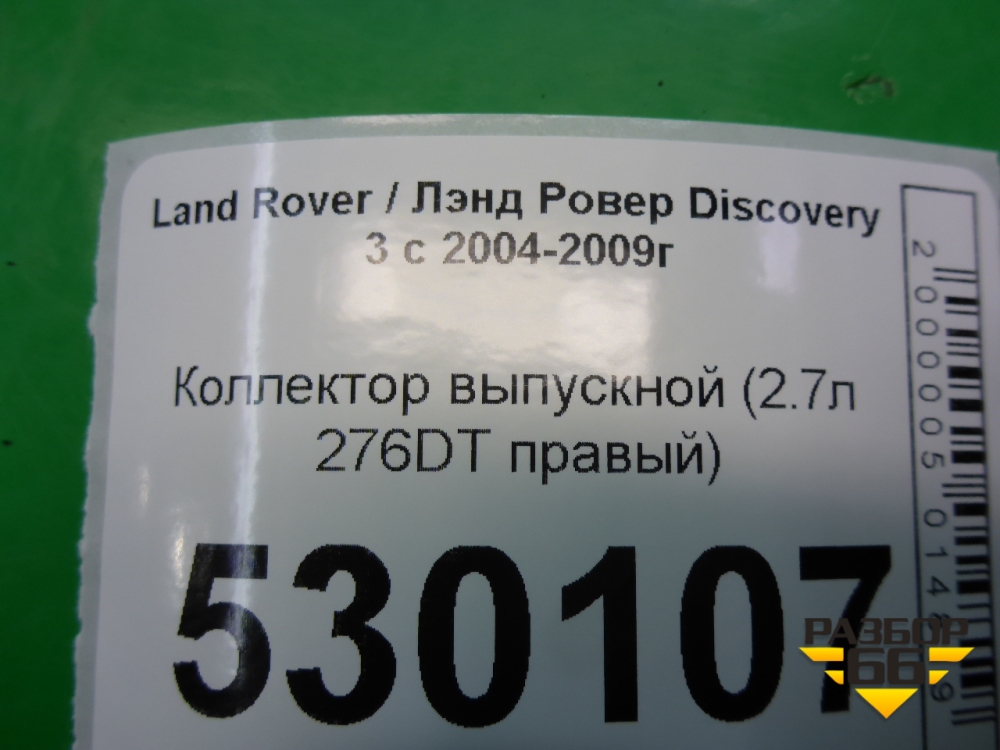 Land Rover / Лэнд Ровер Discovery
3 с 2004-2009г
Коллектор выпускной (2.7л
276DT правый)
530107
РАЗБОР
66